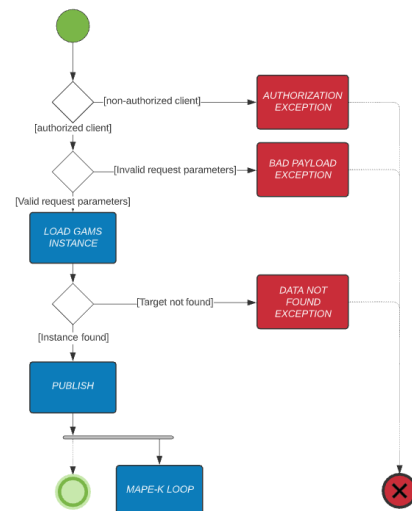 [non-authorized client]
AUTHORIZATION
EXCEPTION
[authorized client]
[Invalid request parameters]
BAD PAYLOAD
EXCEPTION
[Valid request parameters]
LOAD GAMS
INSTANCE
[Target not found]
DATA NOT
FOUND
EXCEPTION
[Instance found]
PUBLISH
MAPE-K LOOP